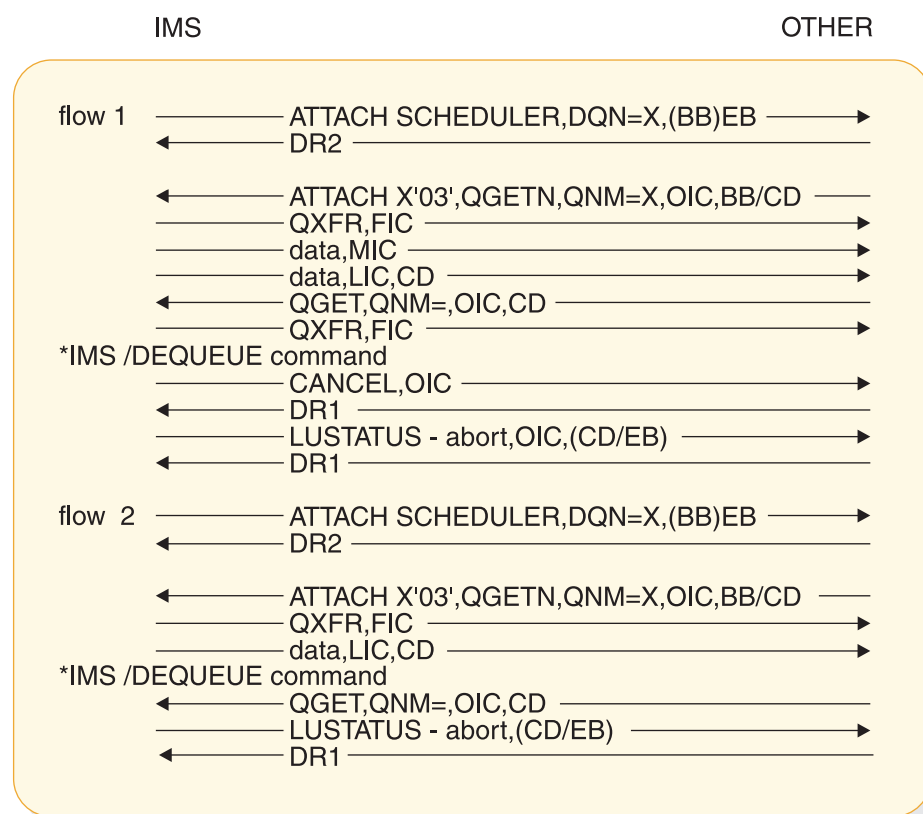 IMS OTHER
flow 1 ATTACH SCHEDULER,DQN=X,(BB)EB
DR2
ATTACH X'03',QGETN,QNM=X,OIC,BB/CD
QXFR,FIC
data,MIC
data,LIC,CD
QGET,QNM=,OIC,CD
QXFR,FIC
*IMS /DEQUEUE command
CANCEL,OIC
DR1
LUSTATUS - abort,OIC,(CD/EB)
DR1
flow 2 ATTACH SCHEDULER,DQN=X,(BB)EB
DR2
ATTACH X'03',QGETN,QNM=X,OIC,BB/CD
QXFR,FIC
data,LIC,CD
*IMS /DEQUEUE command
QGET,QNM=,OIC,CD
LUSTATUS - abort,(CD/EB)
DR1